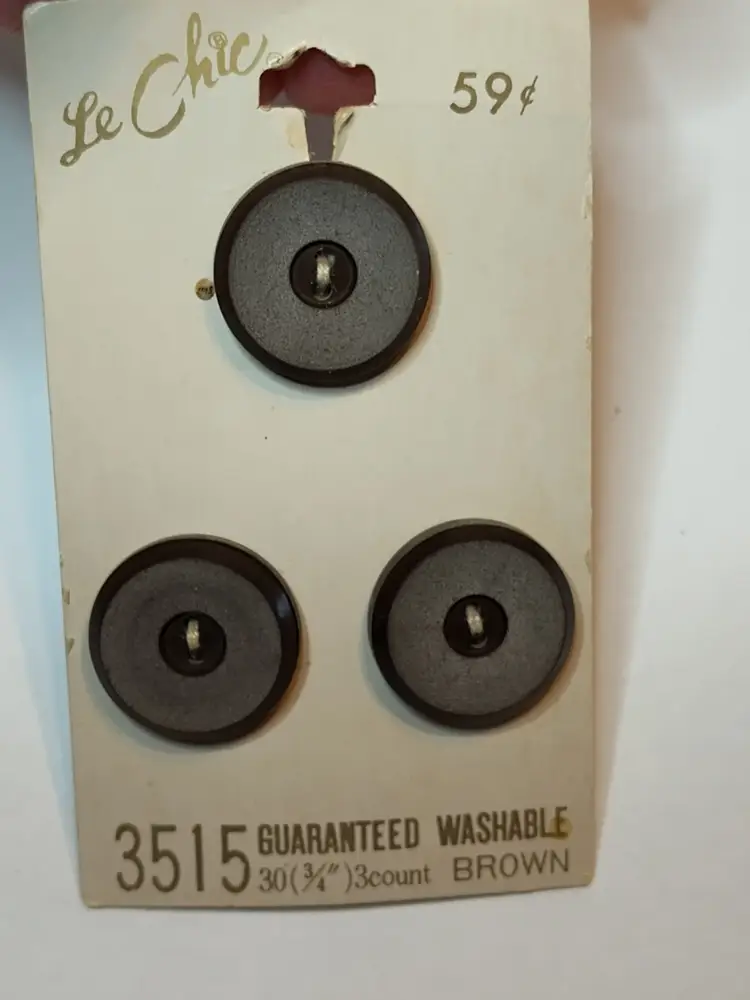 Le Chic®
59¢
3515 GUARANTEED WASHABLE
30(3/4")3count BROWN